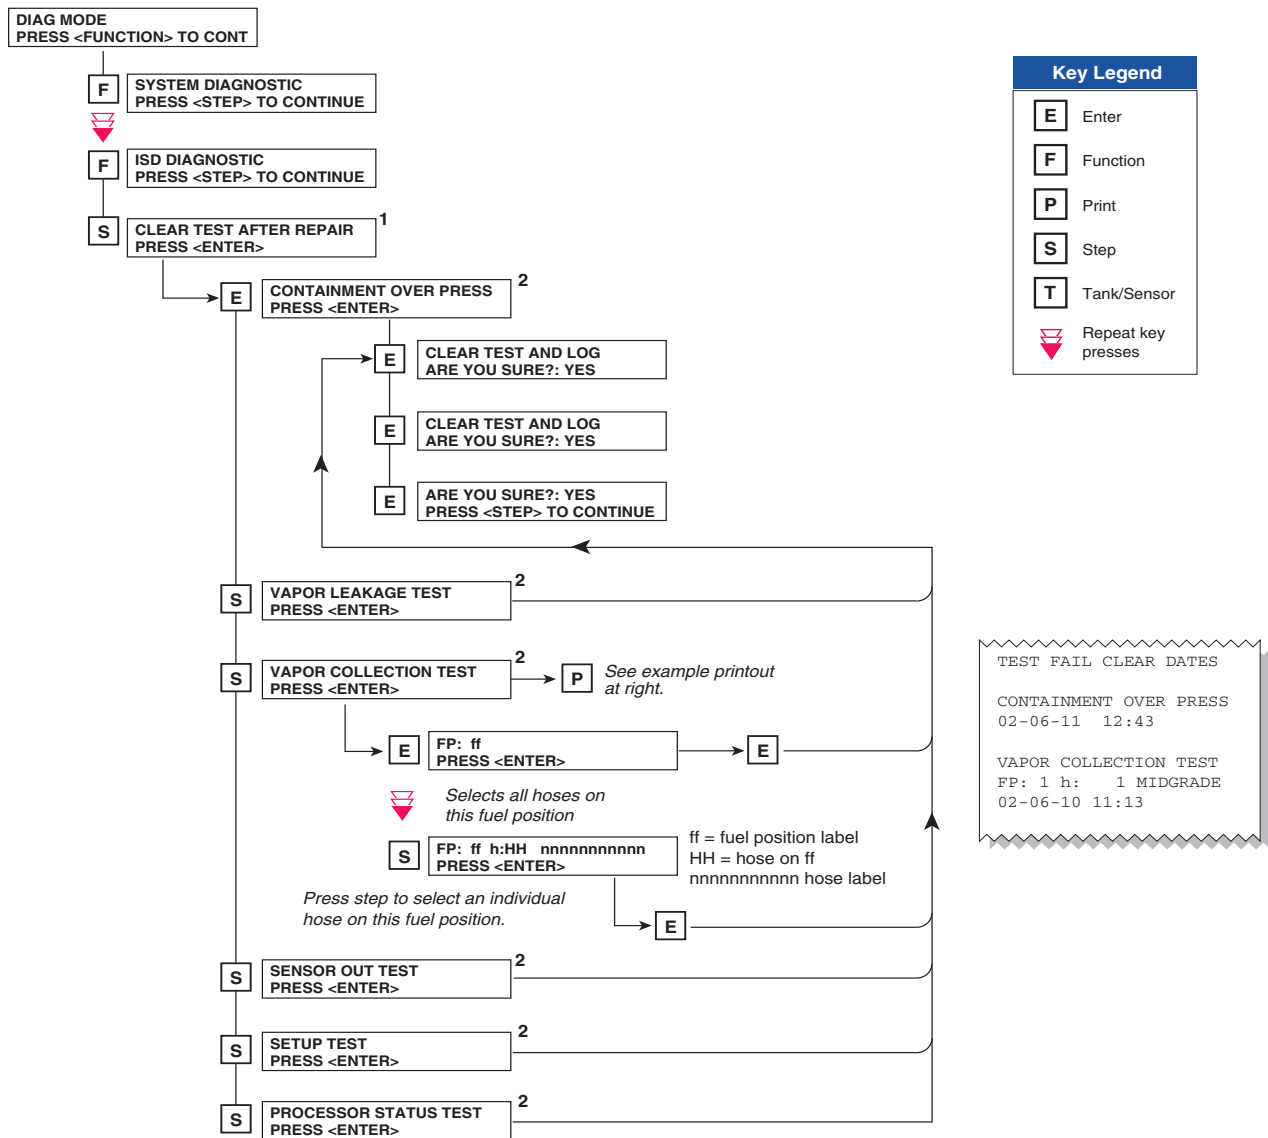 DIAG MODE
PRESS <FUNCTION> TO CONT
F
SYSTEM DIAGNOSTIC
PRESS <STEP> TO CONTINUE
F
ISD DIAGNOSTIC
PRESS <STEP> TO CONTINUE
S
CLEAR TEST AFTER REPAIR 1
PRESS <ENTER>
E
CONTAINMENT OVER PRESS 2
PRESS <ENTER>
E
CLEAR TEST AND LOG
ARE YOU SURE?: YES
E
CLEAR TEST AND LOG
ARE YOU SURE?: YES
E
ARE YOU SURE?: YES
PRESS <STEP> TO CONTINUE
S
VAPOR LEAKAGE TEST 2
PRESS <ENTER>
S
VAPOR COLLECTION TEST 2
PRESS <ENTER>
P
See example printout
at right.
E
FP: ff
PRESS <ENTER>
E
Selects all hoses on
this fuel position
S
FP: ff h:HH nnnnnnnnnnn
PRESS <ENTER>
ff = fuel position label
HH = hose on ff
nnnnnnnnnnn hose label
Press step to select an individual
hose on this fuel position.
E
S
SENSOR OUT TEST 2
PRESS <ENTER>
S
SETUP TEST 2
PRESS <ENTER>
S
PROCESSOR STATUS TEST 2
PRESS <ENTER>
Key Legend
E Enter
F Function
P Print
S Step
T Tank/Sensor
Repeat key
presses
TEST FAIL CLEAR DATES
CONTAINMENT OVER PRESS
02-06-11 12:43
VAPOR COLLECTION TEST
FP: 1 h: 1 MIDGRADE
02-06-10 11:13